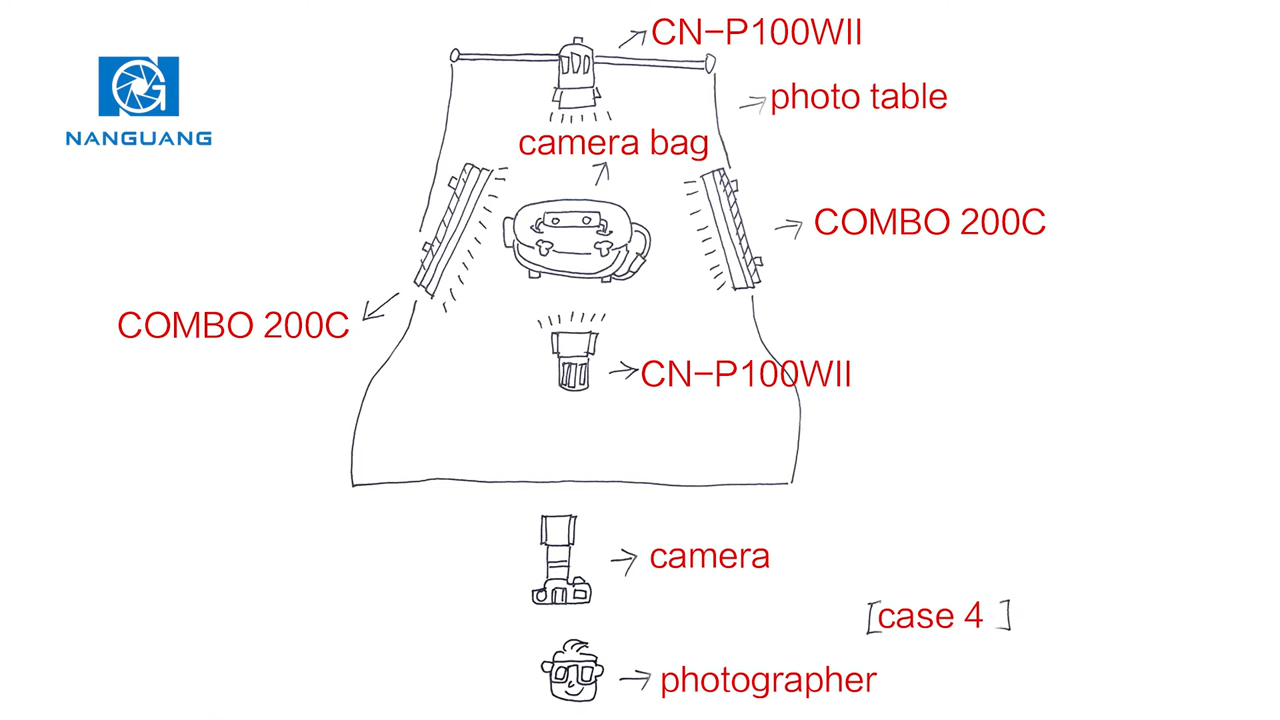 CN-P100WII
NANGUANG
photo table
camera bag
COMBO 200C
COMBO 200C
CN-P100WII
camera
[case 4]
photographer